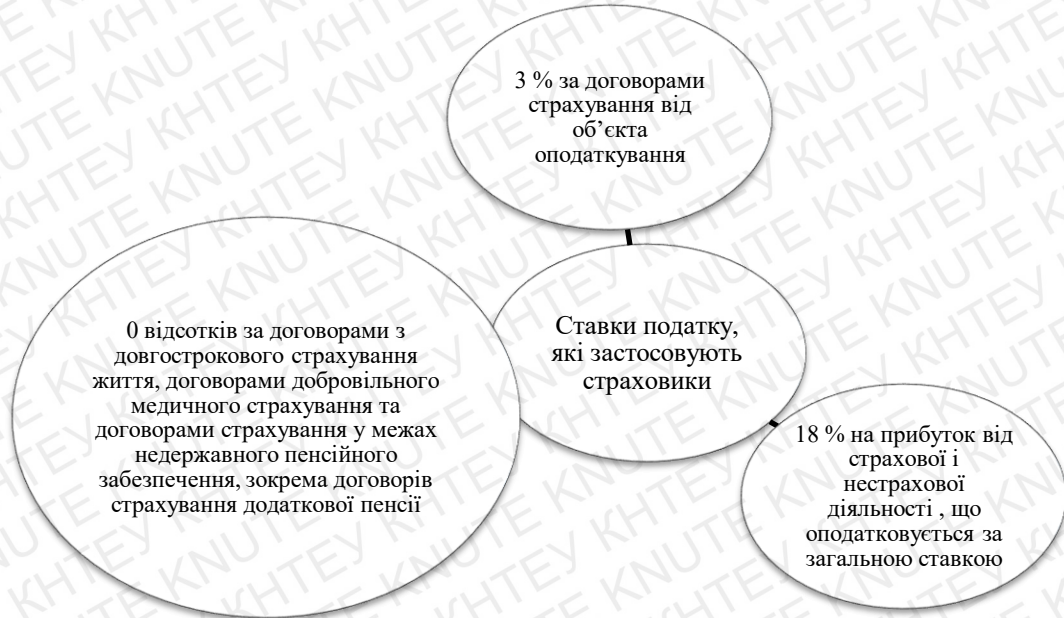 3 % за договорами
страхування від
об’єкта
оподаткування
Ставки податку,
які застосовують
страховики
0 відсотків за договорами з
довгострокового страхування
життя, договорами добровільного
медичного страхування та
договорами страхування у межах
недержавного пенсійного
забезпечення, зокрема договорів
страхування додаткової пенсії
18 % на прибуток від
страхової і
нестрахової
діяльності , що
оподатковується за
загальною ставкою
КНТЕУ KNUTE